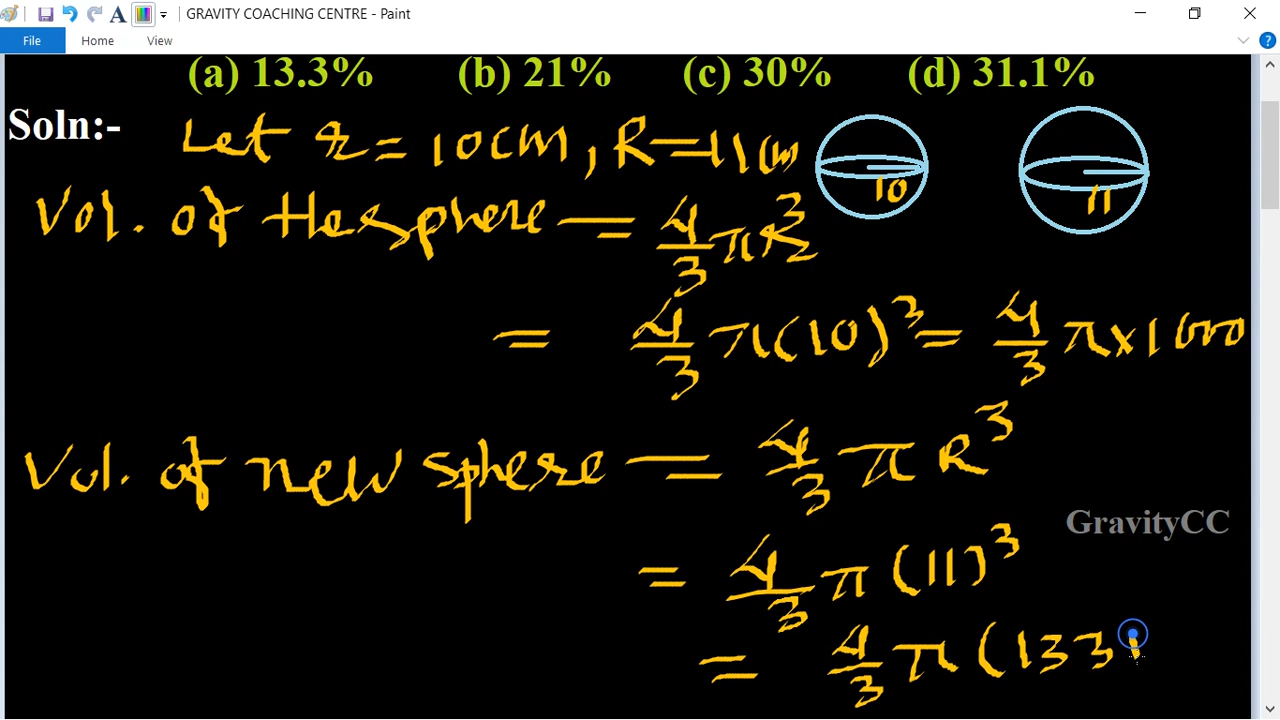 GRAVITY COACHING CENTRE - Paint
File Home View
(a) 13.3% (b) 21% (c) 30% (d) 31.1%
Soln:- Let r = 10cm, R = 11cm
10 11
Vol. of the sphere = 4/3 πr³
= 4/3 π(10)³ = 4/3 π×1000
Vol. of new sphere = 4/3 πR³
GravityCC
= 4/3 π(11)³
= 4/3 π(1331